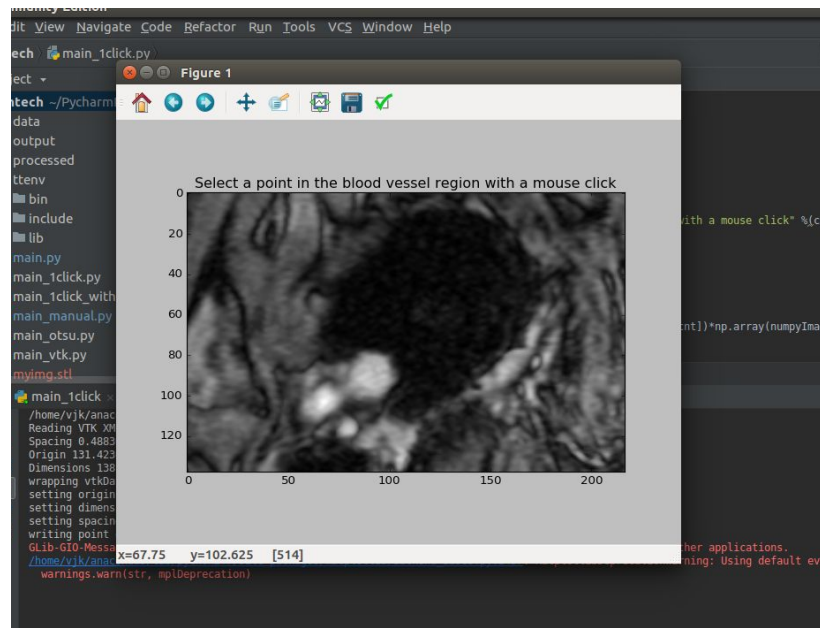 Edition
dit View Navigate Code Refactor Run Tools VCS Window Help
ech main_1click.py
ject
Figure 1
ntech ~/Pycharm
data
output
processed
ttenv
bin
include
lib
main.py
main_1click.py
main_1click_with
main_manual.py
main_otsu.py
main_vtk.py
myimg.stl
Select a point in the blood vessel region with a mouse click
0
20
40
60
80
100
120
0 50 100 150 200
x=67.75 y=102.625 [514]
with a mouse click" %(c
nt])*np.array(numpyIma
main_1click
/home/vjk/anac
Reading VTK XM
Spacing 0.4883
Origin 131.423
Dimensions 138
wrapping vtkDa
setting origin
setting dimens
setting spacin
writing point
GLib-GIO-Messa her applications.
/home/vjk/anac rning: Using default ev
warnings.warn(str, mplDeprecation)